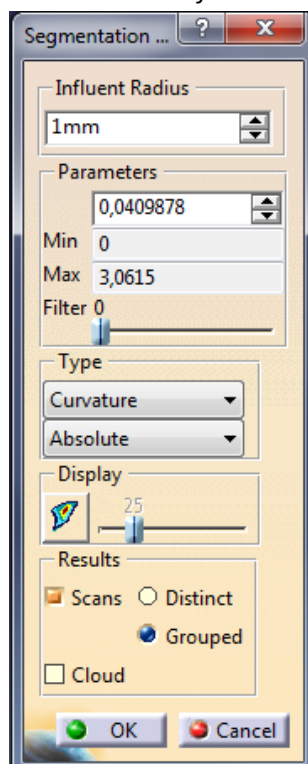 Segmentation ... ? X
Influent Radius
1mm
Parameters
0,0409878
Min 0
Max 3,0615
Filter 0
Type
Curvature
Absolute
Display
25
Results
Scans Distinct
Grouped
Cloud
OK Cancel